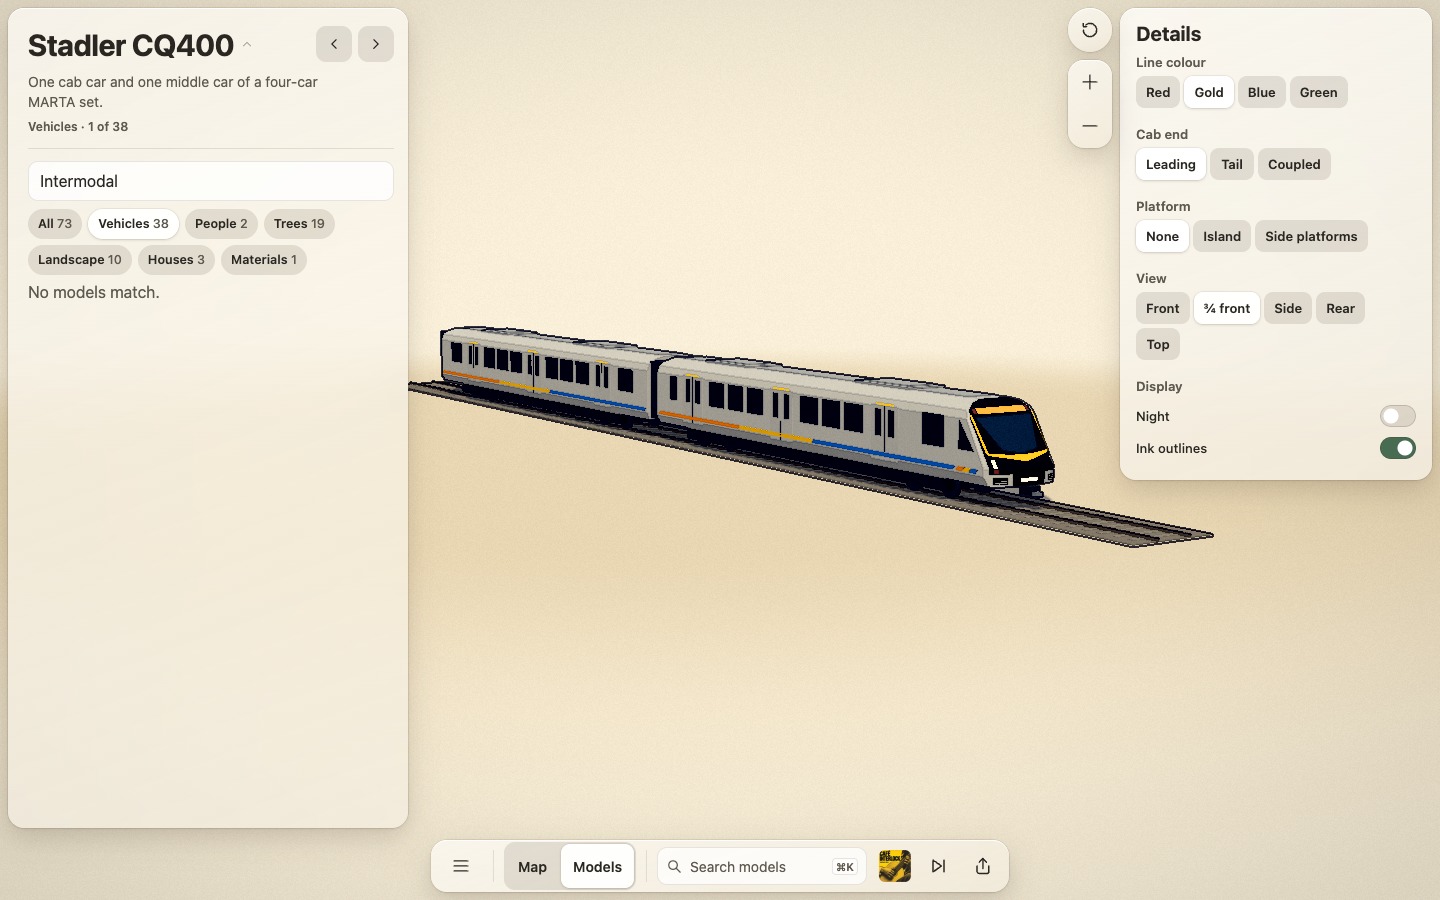 Stadler CQ400
One cab car and one middle car of a four-car
MARTA set.
Vehicles · 1 of 38
Intermodal
All 73
Vehicles 38
People 2
Trees 19
Landscape 10
Houses 3
Materials 1
No models match.
Details
Line colour
Red
Gold
Blue
Green
Cab end
Leading
Tail
Coupled
Platform
None
Island
Side platforms
View
Front
¾ front
Side
Rear
Top
Display
Night
Ink outlines
Map
Models
Search models
⌘K